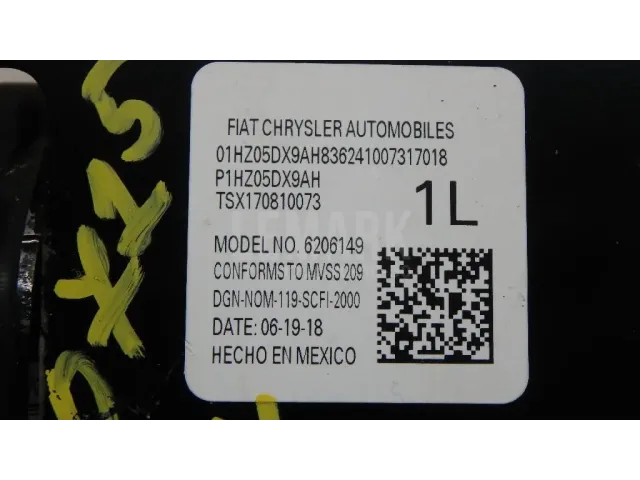 FIAT CHRYSLER AUTOMOBILES
01HZ05DX9AH836241007317018
P1HZ05DX9AH
TSX170810073
1L
MODEL NO. 6206149
CONFORMS TO MVSS 209
DGN-NOM-119-SCFI-2000
DATE: 06-19-18
HECHO EN MEXICO